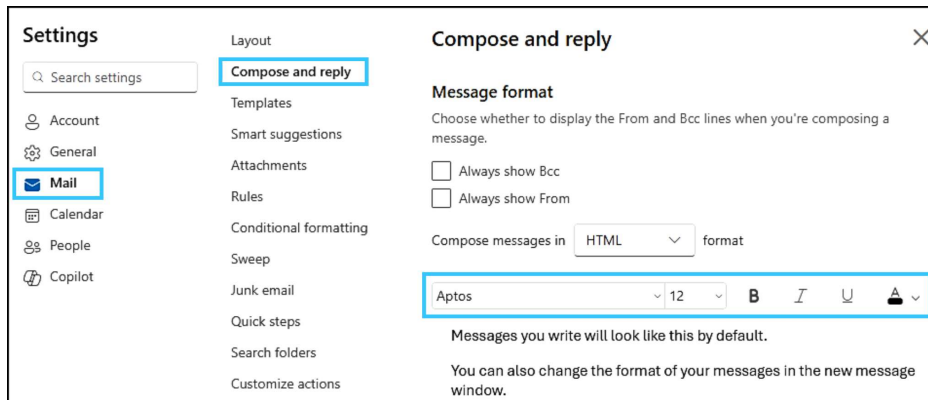 Settings
Search settings
Account
General
Mail
Calendar
People
Copilot
Layout
Compose and reply
Templates
Smart suggestions
Attachments
Rules
Conditional formatting
Sweep
Junk email
Quick steps
Search folders
Customize actions
Compose and reply
Message format
Choose whether to display the From and Bcc lines when you're composing a
message.
Always show Bcc
Always show From
Compose messages in HTML format
Aptos 12 B I U A
Messages you write will look like this by default.
You can also change the format of your messages in the new message
window.